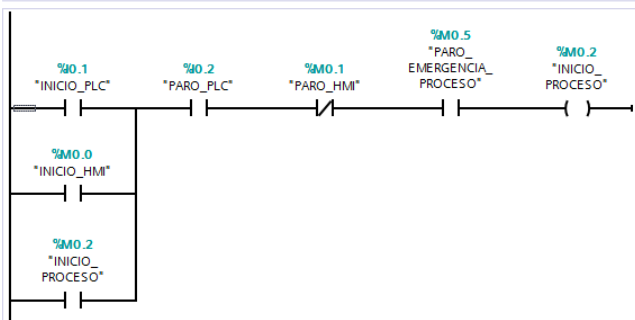 %M0.5
"PARO_
EMERGENCIA_
PROCESO"
%M0.2
"INICIO_
PROCESO"
%I0.1
"INICIO_PLC"
%I0.2
"PARO_PLC"
%M0.1
"PARO_HMI"
%M0.0
"INICIO_HMI"
%M0.2
"INICIO_
PROCESO"